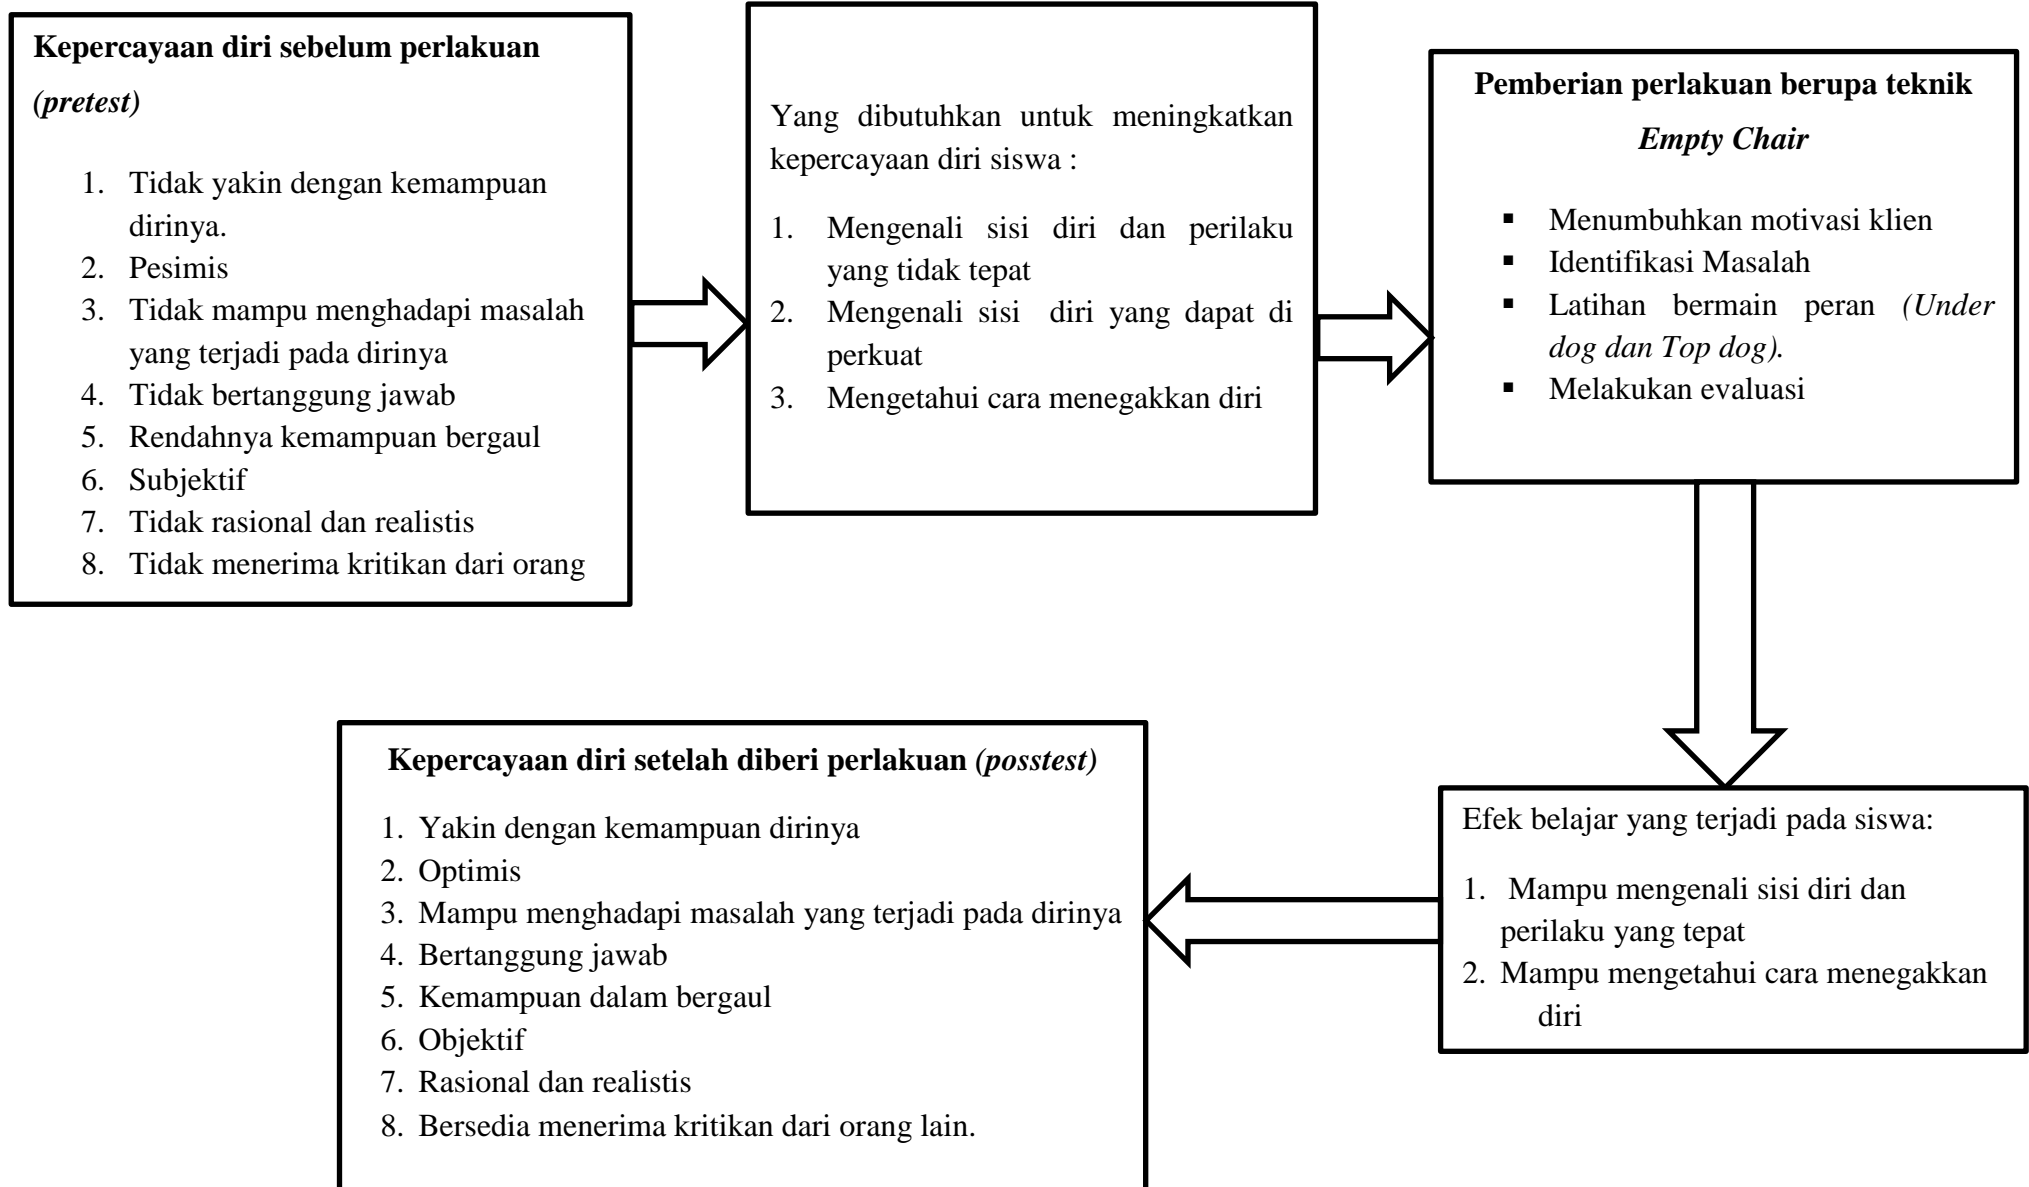 Kepercayaan diri sebelum perlakuan
(pretest)
1. Tidak yakin dengan kemampuan
dirinya.
2. Pesimis
3. Tidak mampu menghadapi masalah
yang terjadi pada dirinya
4. Tidak bertanggung jawab
5. Rendahnya kemampuan bergaul
6. Subjektif
7. Tidak rasional dan realistis
8. Tidak menerima kritikan dari orang
Yang dibutuhkan untuk meningkatkan
kepercayaan diri siswa :
1. Mengenali sisi diri dan perilaku
yang tidak tepat
2. Mengenali sisi diri yang dapat di
perkuat
3. Mengetahui cara menegakkan diri
Pemberian perlakuan berupa teknik
Empty Chair
▪ Menumbuhkan motivasi klien
▪ Identifikasi Masalah
▪ Latihan bermain peran (Under
dog dan Top dog).
▪ Melakukan evaluasi
Efek belajar yang terjadi pada siswa:
1. Mampu mengenali sisi diri dan
perilaku yang tepat
2. Mampu mengetahui cara menegakkan
diri
Kepercayaan diri setelah diberi perlakuan (posstest)
1. Yakin dengan kemampuan dirinya
2. Optimis
3. Mampu menghadapi masalah yang terjadi pada dirinya
4. Bertanggung jawab
5. Kemampuan dalam bergaul
6. Objektif
7. Rasional dan realistis
8. Bersedia menerima kritikan dari orang lain.